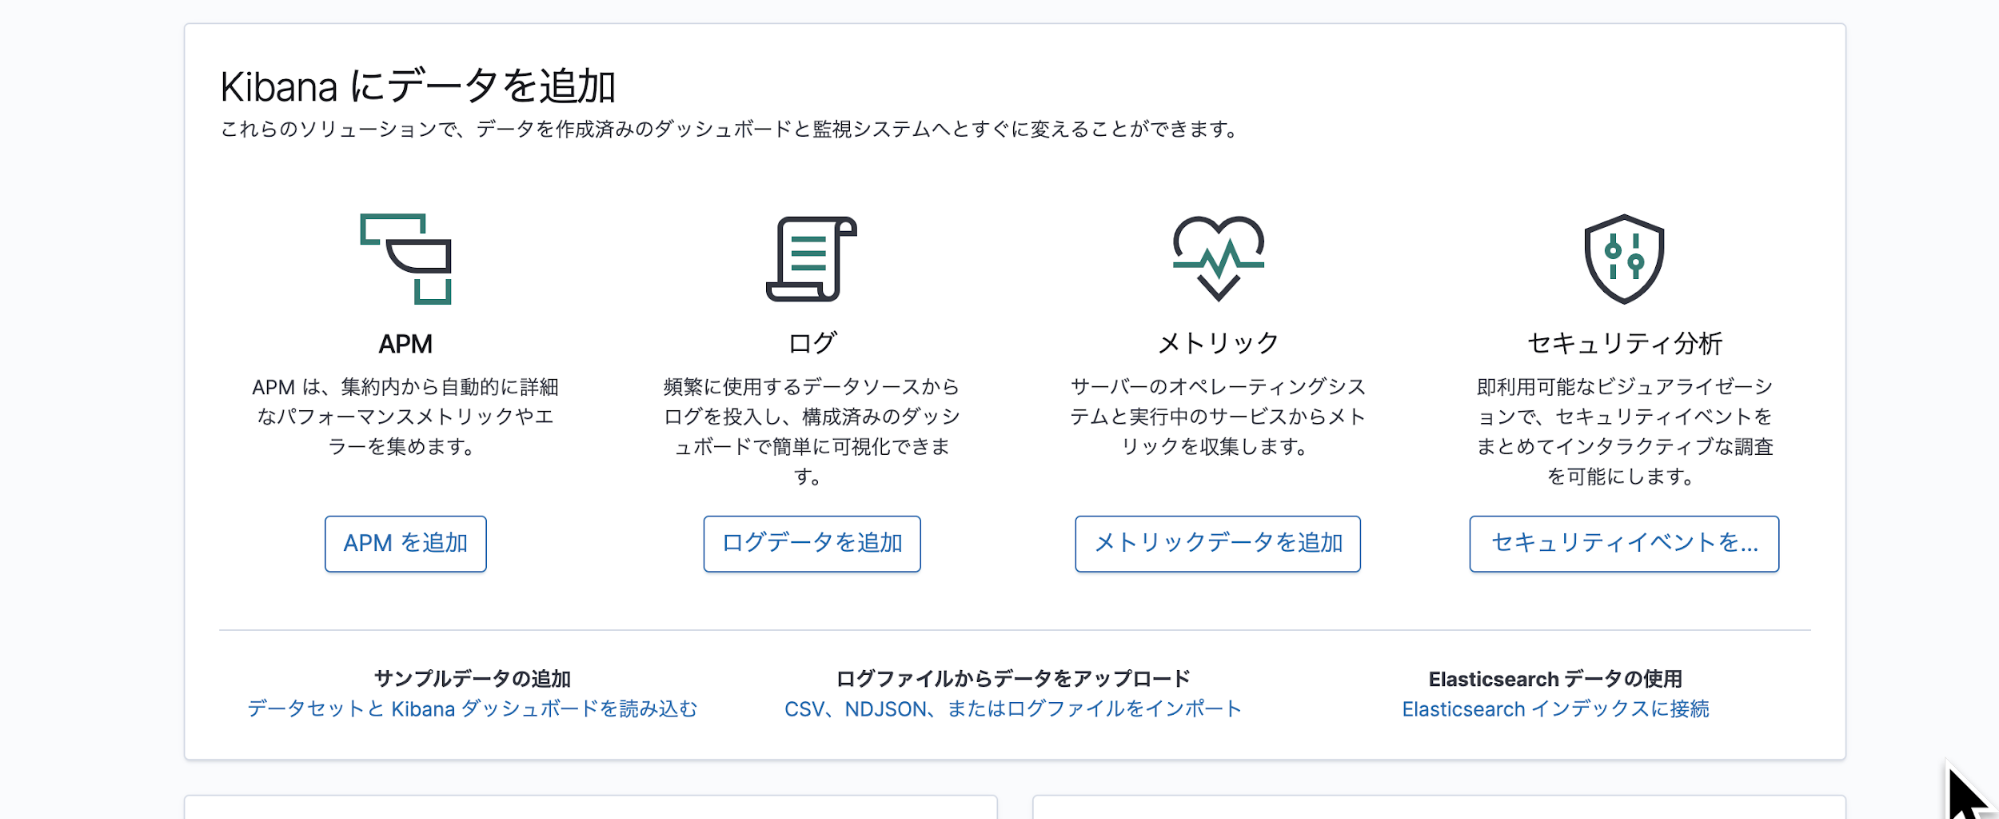 Kibana にデータを追加
これらのソリューションで、データを作成済みのダッシュボードと監視システムへとすぐに変えることができます。
APM
APM は、集約内から自動的に詳細
なパフォーマンスメトリックやエ
ラーを集めます。
APM を追加
ログ
頻繁に使用するデータソースから
ログを投入し、構成済みのダッシ
ュボードで簡単に可視化できま
す。
ログデータを追加
メトリック
サーバーのオペレーティングシス
テムと実行中のサービスからメト
リックを収集します。
メトリックデータを追加
セキュリティ分析
即利用可能なビジュアライゼーシ
ョンで、セキュリティイベントを
まとめてインタラクティブな調査
を可能にします。
セキュリティイベントを...
サンプルデータの追加
データセットと Kibana ダッシュボードを読み込む
ログファイルからデータをアップロード
CSV、NDJSON、またはログファイルをインポート
Elasticsearch データの使用
Elasticsearch インデックスに接続